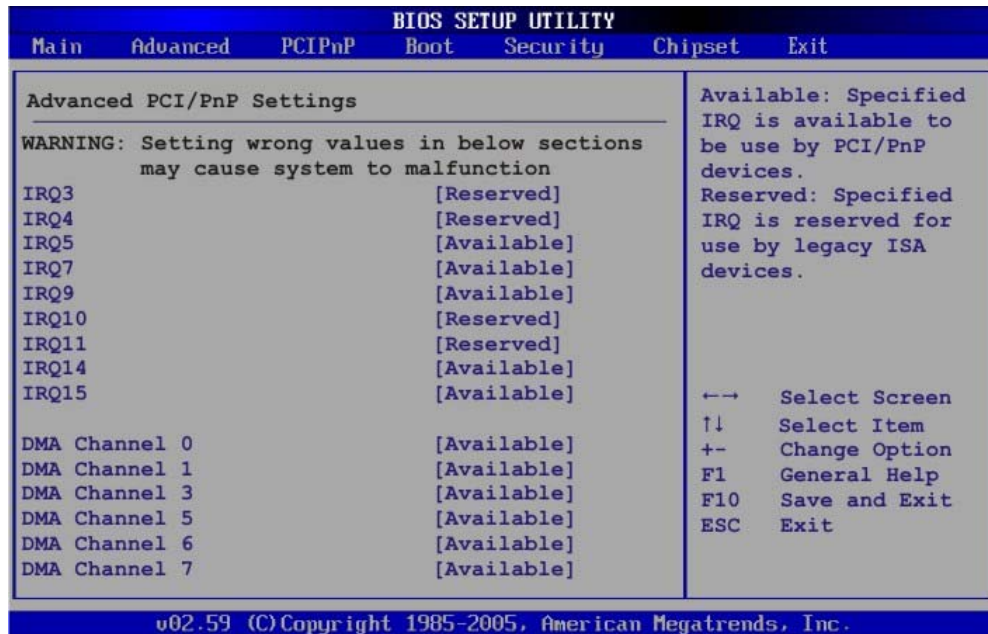 BIOS SETUP UTILITY
Main Advanced PCIPnP Boot Security Chipset Exit
Advanced PCI/PnP Settings
WARNING: Setting wrong values in below sections
may cause system to malfunction
IRQ3 [Reserved]
IRQ4 [Reserved]
IRQ5 [Available]
IRQ7 [Available]
IRQ9 [Available]
IRQ10 [Reserved]
IRQ11 [Reserved]
IRQ14 [Available]
IRQ15 [Available]
DMA Channel 0 [Available]
DMA Channel 1 [Available]
DMA Channel 3 [Available]
DMA Channel 5 [Available]
DMA Channel 6 [Available]
DMA Channel 7 [Available]
Available: Specified
IRQ is available to
be use by PCI/PnP
devices.
Reserved: Specified
IRQ is reserved for
use by legacy ISA
devices.
←→ Select Screen
↑↓ Select Item
+- Change Option
F1 General Help
F10 Save and Exit
ESC Exit
v02.59 (C)Copyright 1985-2005, American Megatrends, Inc.